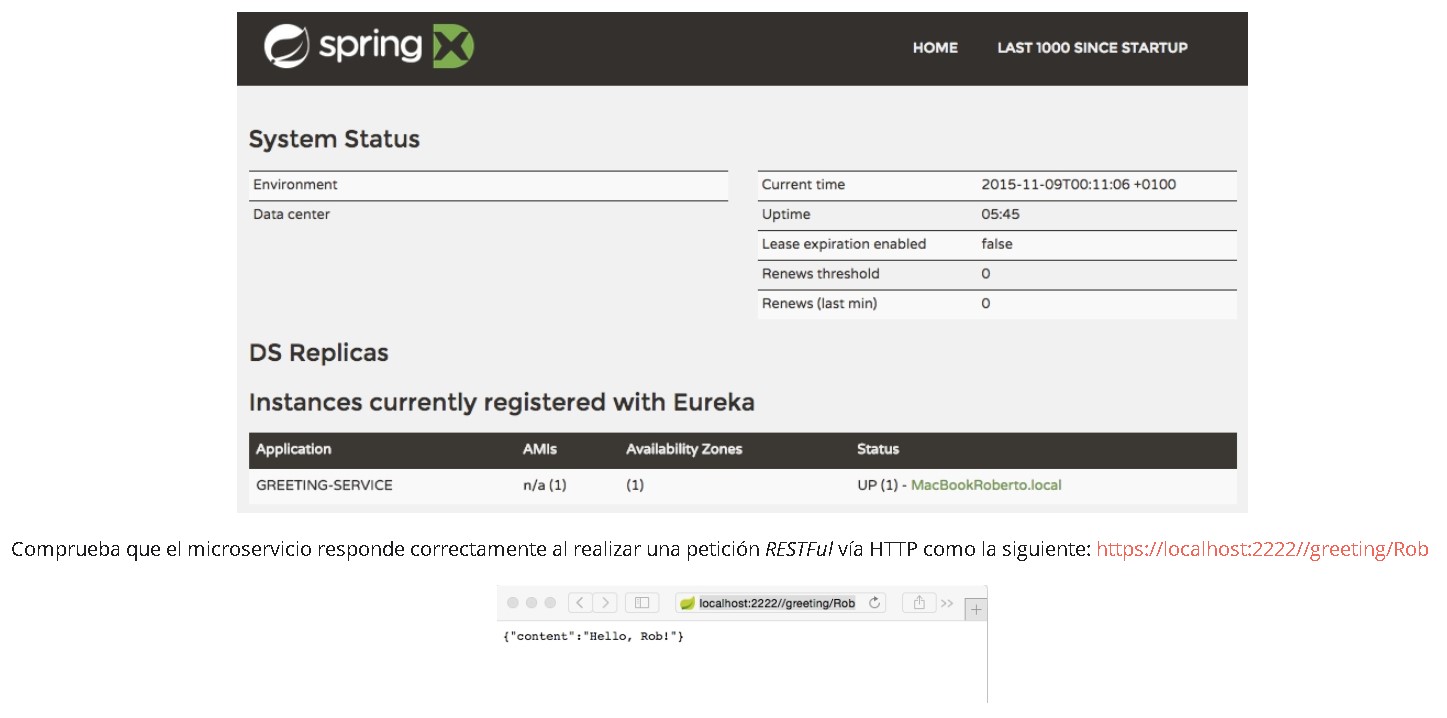 spring
HOME LAST 1000 SINCE STARTUP
System Status
Environment
Data center
Current time 2015-11-09T00:11:06 +0100
Uptime 05:45
Lease expiration enabled false
Renews threshold 0
Renews (last min) 0
DS Replicas
Instances currently registered with Eureka
Application AMIs Availability Zones Status
GREETING-SERVICE n/a (1) (1) UP (1) - MacBookRoberto.local
Comprueba que el microservicio responde correctamente al realizar una petición RESTFul vía HTTP como la siguiente: https://localhost:2222//greeting/Rob
localhost:2222//greeting/Rob
{"content":"Hello, Rob!"}